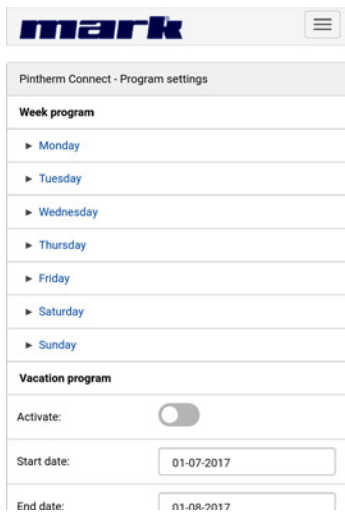 mark
Pintherm Connect - Program settings
Week program
► Monday
► Tuesday
► Wednesday
► Thursday
► Friday
► Saturday
► Sunday
Vacation program
Activate:
Start date: 01-07-2017
End date: 01-08-2017